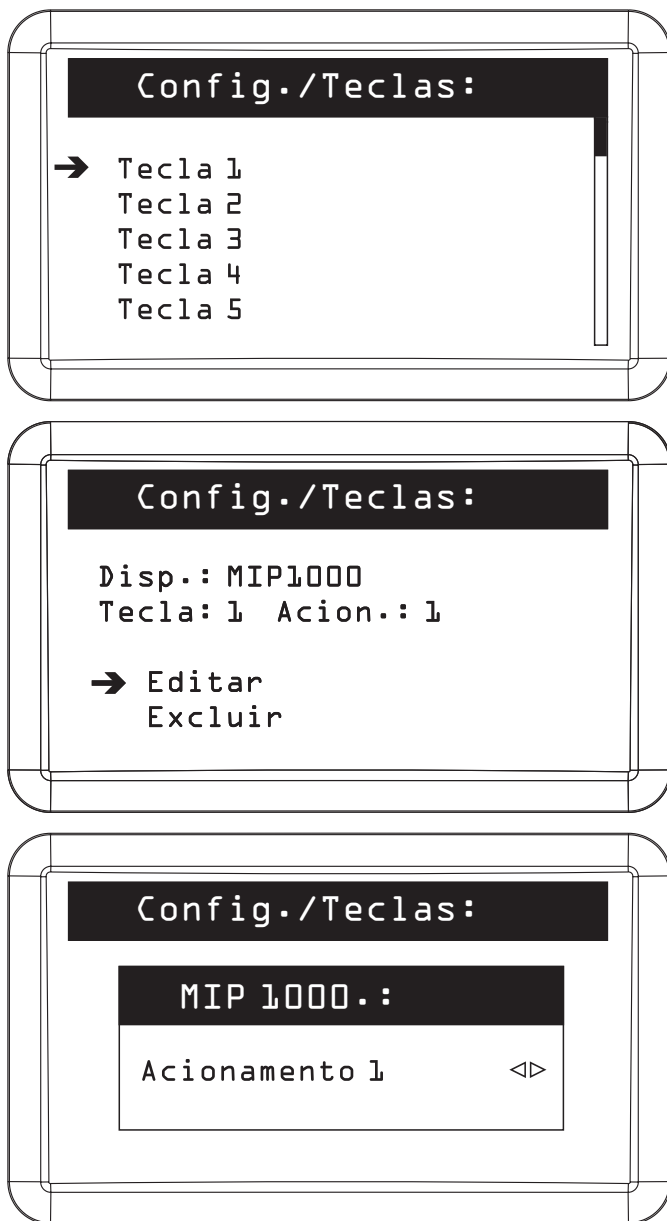 Config./Teclas:
➔ Tecla 1
Tecla 2
Tecla 3
Tecla 4
Tecla 5
Config./Teclas:
Disp.: MIP1000
Tecla: 1 Acion.: 1
➔ Editar
Excluir
Config./Teclas:
MIP 1000.:
Acionamento 1 ◁▷